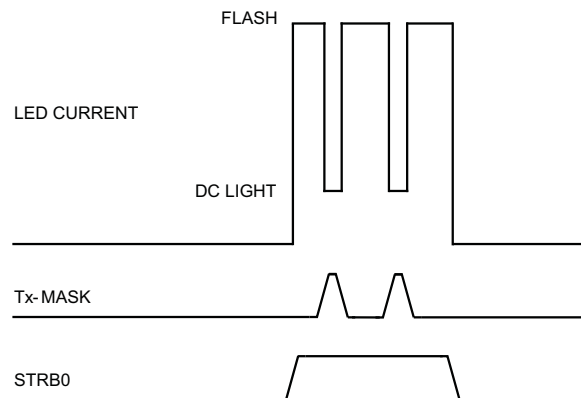 FLASH
LED CURRENT
DC LIGHT
Tx-MASK
STRB0